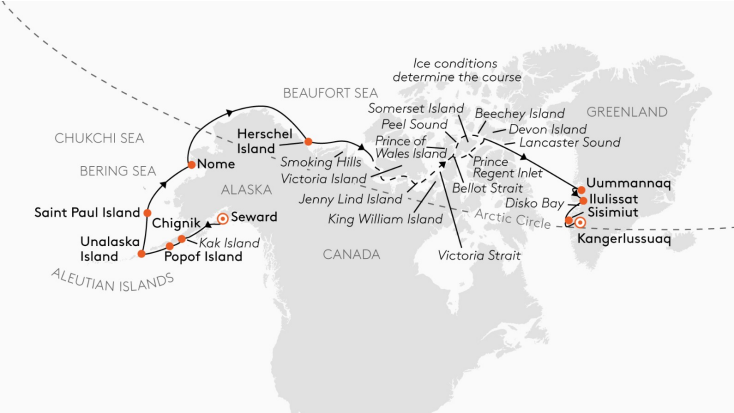 Ice conditions
determine the course
BEAUFORT SEA
GREENLAND
Somerset Island
Beechey Island
Peel Sound
Devon Island
CHUKCHI SEA
Herschel
Island
Prince of
Wales Island
Lancaster Sound
BERING SEA
Nome
Smoking Hills
Prince
Regent Inlet
Victoria Island
Bellot Strait
Uummannaq
ALASKA
Jenny Lind Island
Disko Bay
Ilulissat
Saint Paul Island
Chignik
Seward
King William Island
Arctic Circle
Sisimiut
Kangerlussuaq
Unalaska
Island
Kak Island
Popof Island
CANADA
Victoria Strait
ALEUTIAN ISLANDS